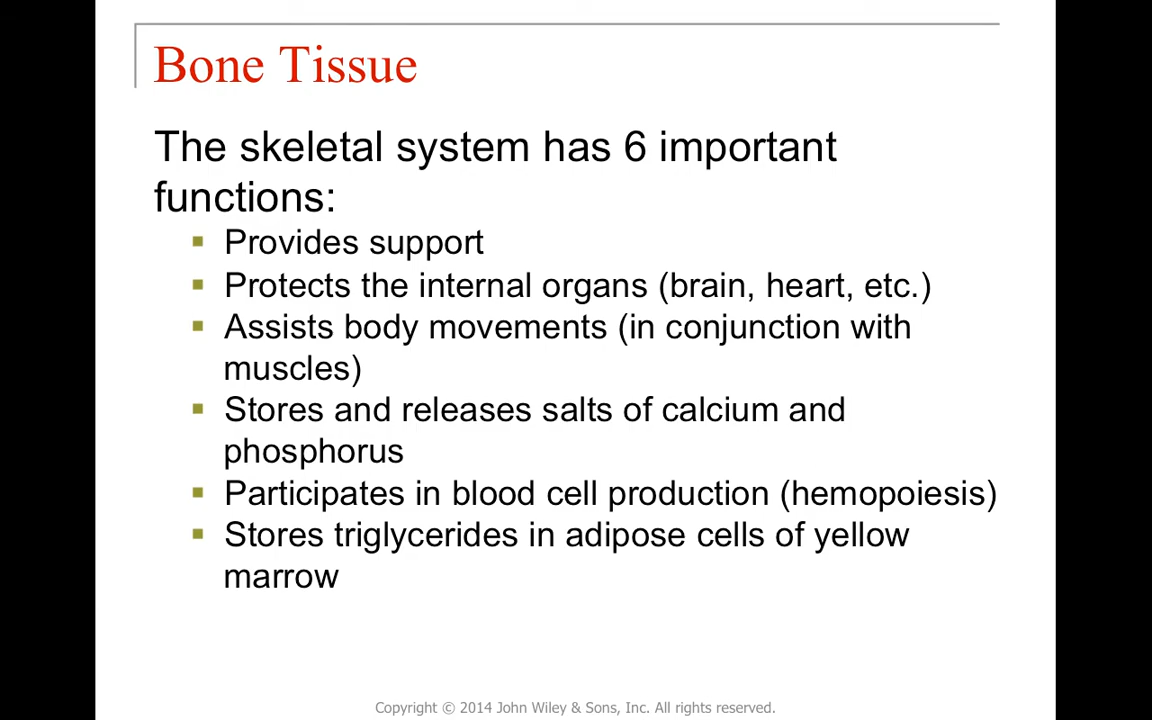 Bone Tissue
The skeletal system has 6 important
functions:
▪ Provides support
▪ Protects the internal organs (brain, heart, etc.)
▪ Assists body movements (in conjunction with
muscles)
▪ Stores and releases salts of calcium and
phosphorus
▪ Participates in blood cell production (hemopoiesis)
▪ Stores triglycerides in adipose cells of yellow
marrow
Copyright © 2014 John Wiley & Sons, Inc. All rights reserved.